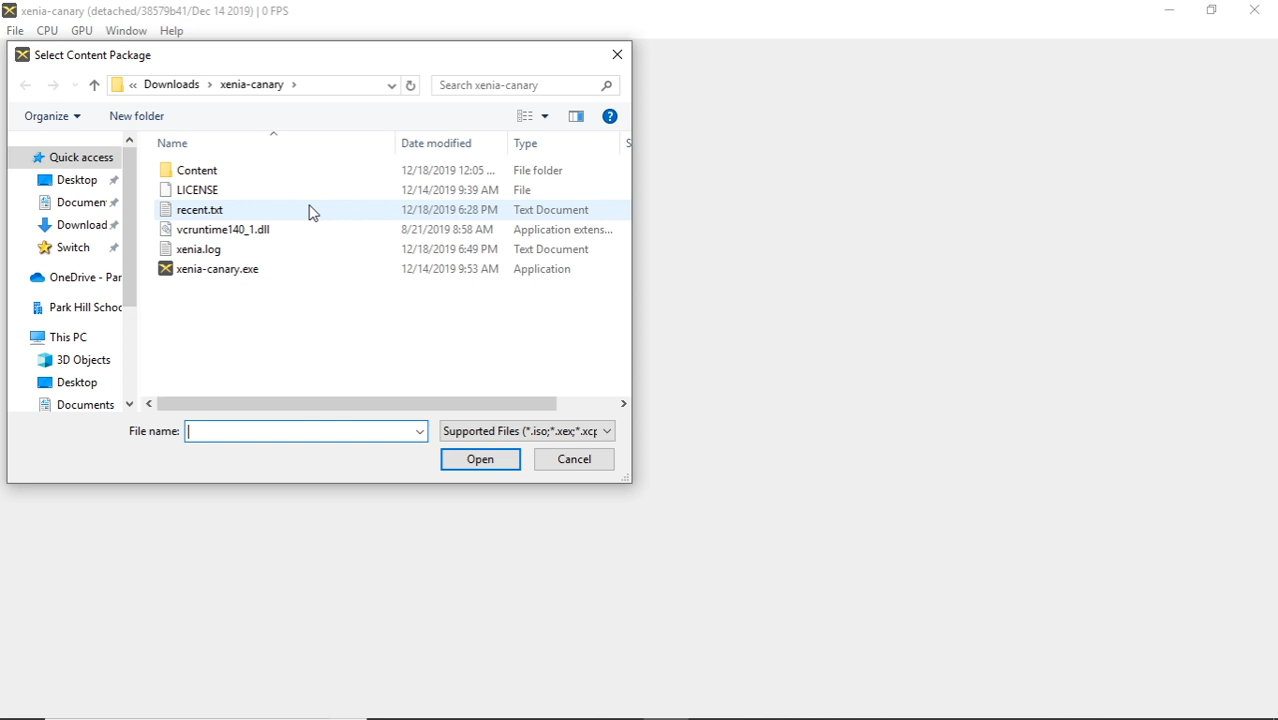 xenia-canary (detached/38579b41/Dec 14 2019) | 0 FPS
File CPU GPU Window Help
Select Content Package
« Downloads › xenia-canary ›
Search xenia-canary
Organize
New folder
Name Date modified Type S
Quick access
Desktop
Documen
Download
Switch
OneDrive - Par
Park Hill Schoo
This PC
3D Objects
Desktop
Documents
Content 12/18/2019 12:05 ... File folder
LICENSE 12/14/2019 9:39 AM File
recent.txt 12/18/2019 6:28 PM Text Document
vcruntime140_1.dll 8/21/2019 8:58 AM Application extens...
xenia.log 12/18/2019 6:49 PM Text Document
xenia-canary.exe 12/14/2019 9:53 AM Application
File name:
Supported Files (*.iso;*.xex;*.xcp
Open
Cancel